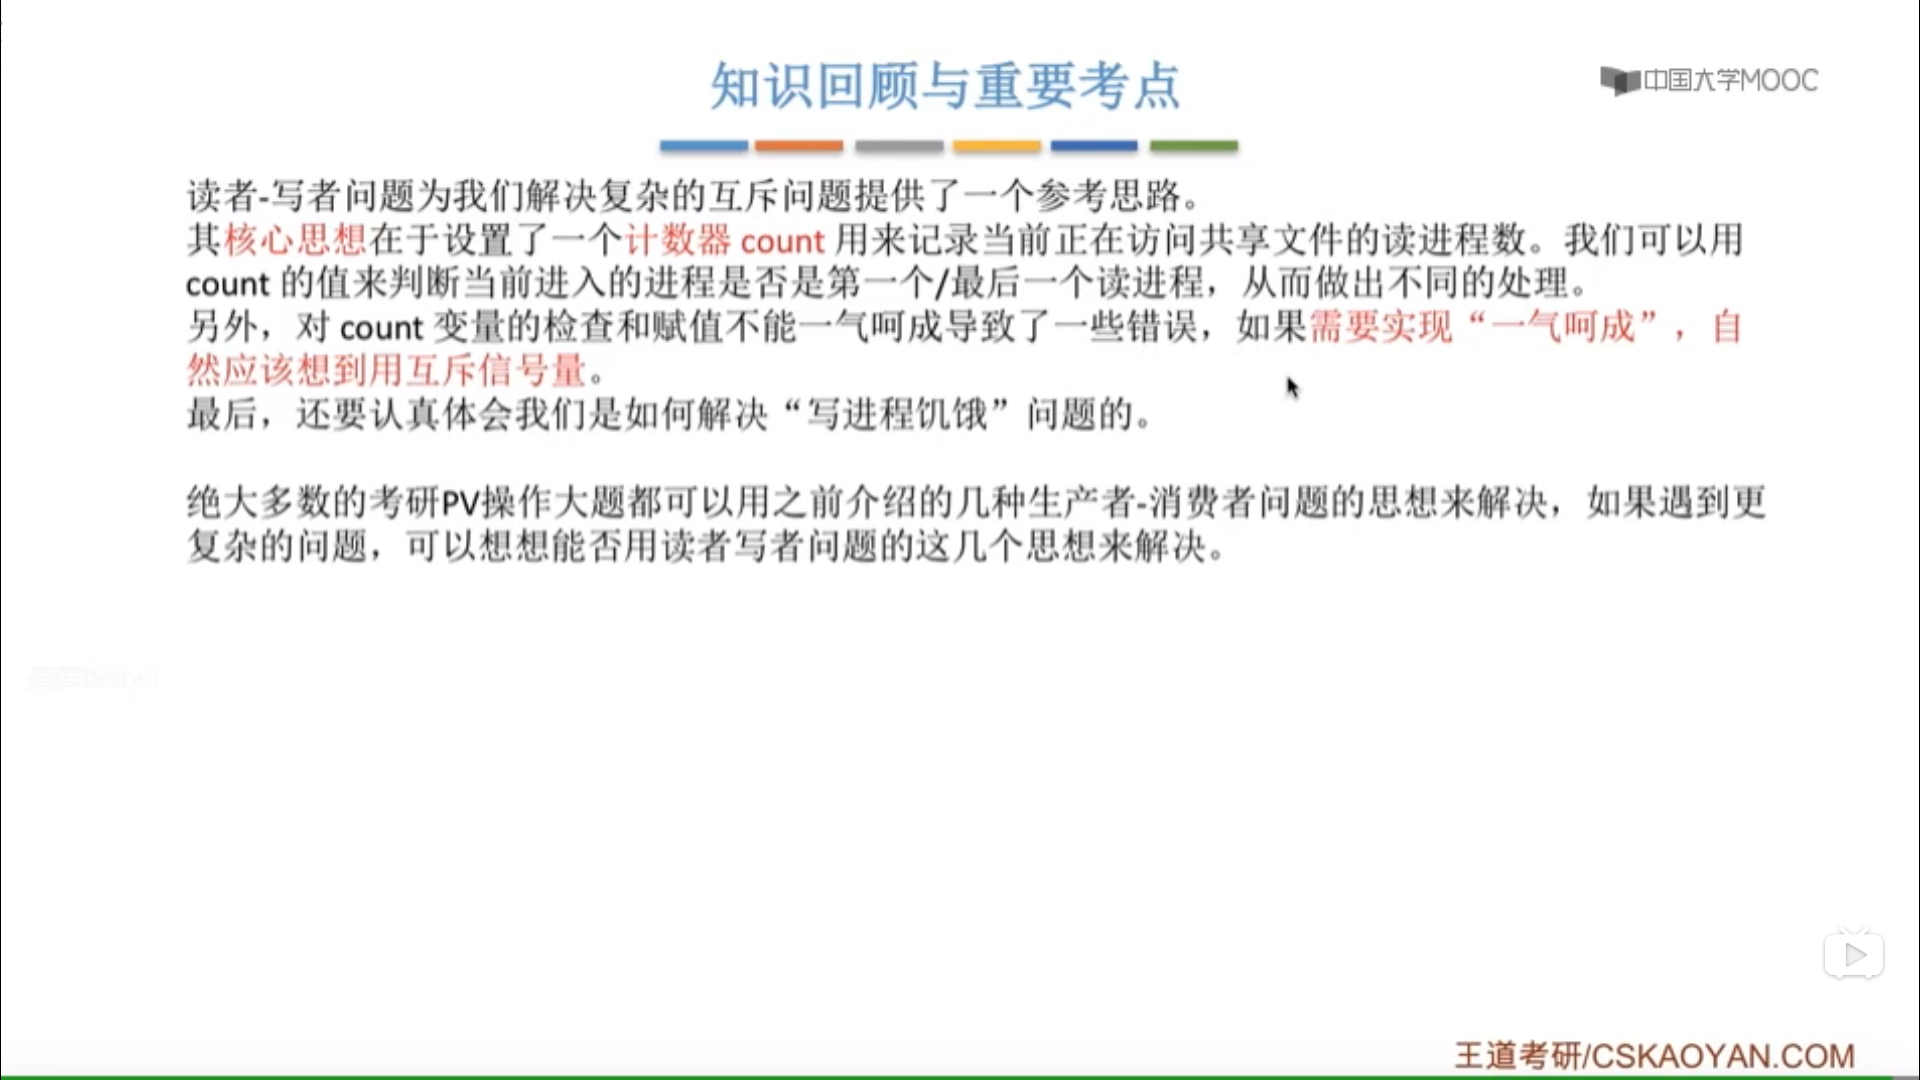 知识回顾与重要考点
中国大学MOOC
读者-写者问题为我们解决复杂的互斥问题提供了一个参考思路。
其核心思想在于设置了一个计数器 count 用来记录当前正在访问共享文件的读进程数。我们可以用
count 的值来判断当前进入的进程是否是第一个/最后一个读进程，从而做出不同的处理。
另外，对 count 变量的检查和赋值不能一气呵成导致了一些错误，如果需要实现“一气呵成”，自
然应该想到用互斥信号量。
最后，还要认真体会我们是如何解决“写进程饥饿”问题的。
绝大多数的考研PV操作大题都可以用之前介绍的几种生产者-消费者问题的思想来解决，如果遇到更
复杂的问题，可以想想能否用读者写者问题的这几个思想来解决。
王道考研/CSKAOYAN.COM